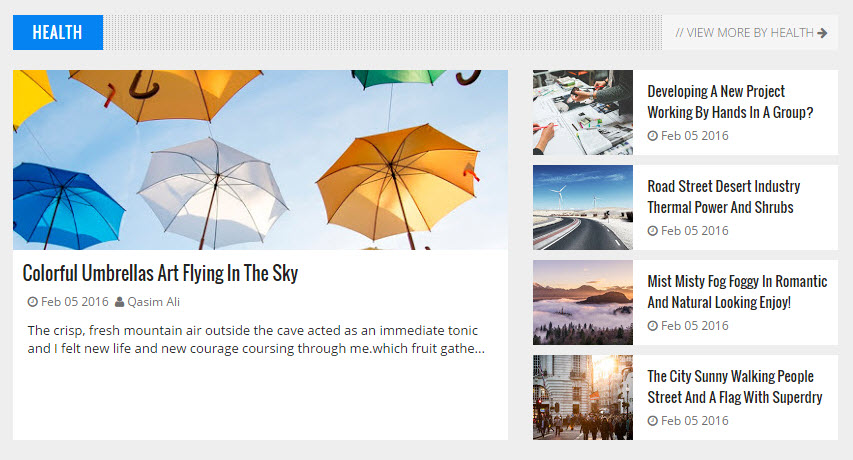 HEALTH
// VIEW MORE BY HEALTH
Colorful Umbrellas Art Flying In The Sky
Feb 05 2016 Qasim Ali
The crisp, fresh mountain air outside the cave acted as an immediate tonic
and I felt new life and new courage coursing through me.which fruit gathe...
Developing A New Project
Working By Hands In A Group?
Feb 05 2016
Road Street Desert Industry
Thermal Power And Shrubs
Feb 05 2016
Mist Misty Fog Foggy In Romantic
And Natural Looking Enjoy!
Feb 05 2016
The City Sunny Walking People
Street And A Flag With Superdry
Feb 05 2016